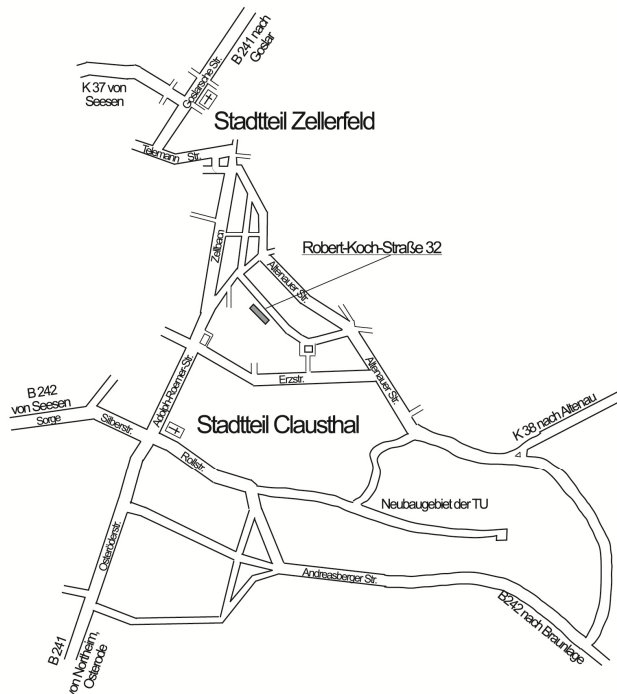 B 241 nach
Goslar
Goslarsche Str.
K 37 von
Seesen
Stadtteil Zellerfeld
Telemann Str.
Zellbach
Robert-Koch-Straße 32
Altenauer Str.
Altenauer Str.
Erzstr.
Adolph-Roemer-Str.
B 242
von Seesen
Sorge
Silberstr.
Stadtteil Clausthal
K 38 nach Altenau
Rollstr.
Neubaugebiet der TU
Osteröderstr.
Andreasberger Str.
B242 nach Braunlage
B 241
von Northeim,
Osterode